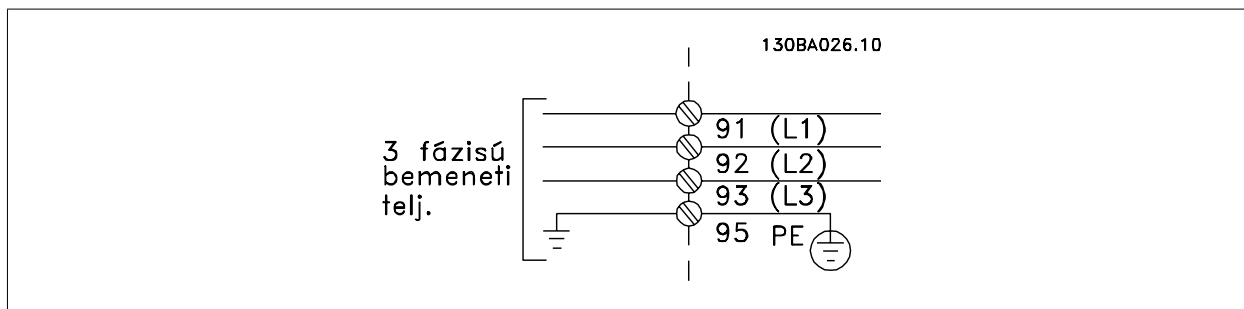 130BA026.10
3 fázisú
bemeneti
telj.
91 (L1)
92 (L2)
93 (L3)
95 PE